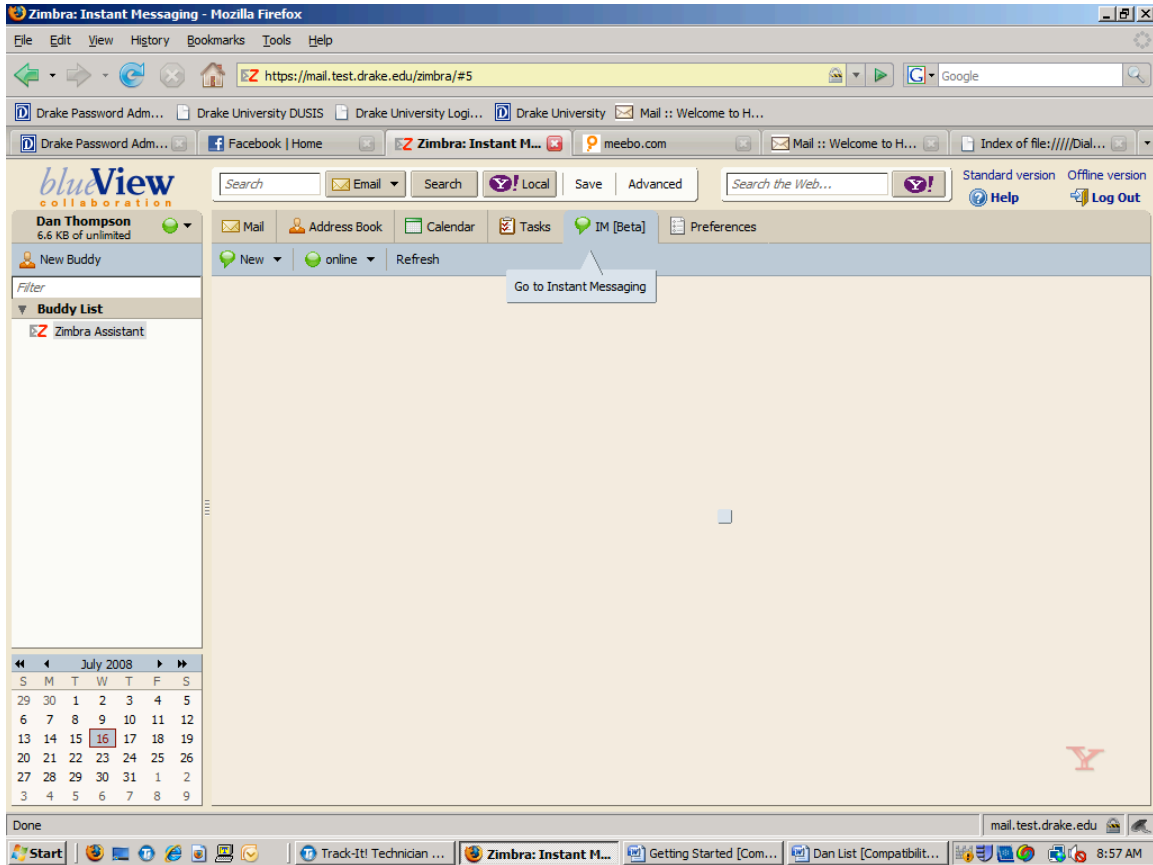 Zimbra: Instant Messaging - Mozilla Firefox
File Edit View History Bookmarks Tools Help
https://mail.test.drake.edu/zimbra/#5
G Google
Drake Password Adm... Drake University DUSIS Drake University Logi... Drake University Mail :: Welcome to H...
Drake Password Adm... Facebook | Home Zimbra: Instant M... meebo.com Mail :: Welcome to H... Index of file://///Dial...
blueView
collaboration
Search Email Search Y! Local Save Advanced Search the Web... Y!
Standard version Offline version
Help Log Out
Dan Thompson
6.6 KB of unlimited
Mail Address Book Calendar Tasks IM [Beta] Preferences
New Buddy
New online Refresh
Go to Instant Messaging
Filter
Buddy List
Zimbra Assistant
July 2008
S M T W T F S
29 30 1 2 3 4 5
6 7 8 9 10 11 12
13 14 15 16 17 18 19
20 21 22 23 24 25 26
27 28 29 30 31 1 2
3 4 5 6 7 8 9
Y
Done
mail.test.drake.edu
Start Track-It! Technician ... Zimbra: Instant M... Getting Started [Com... Dan List [Compatibilit... 8:57 AM